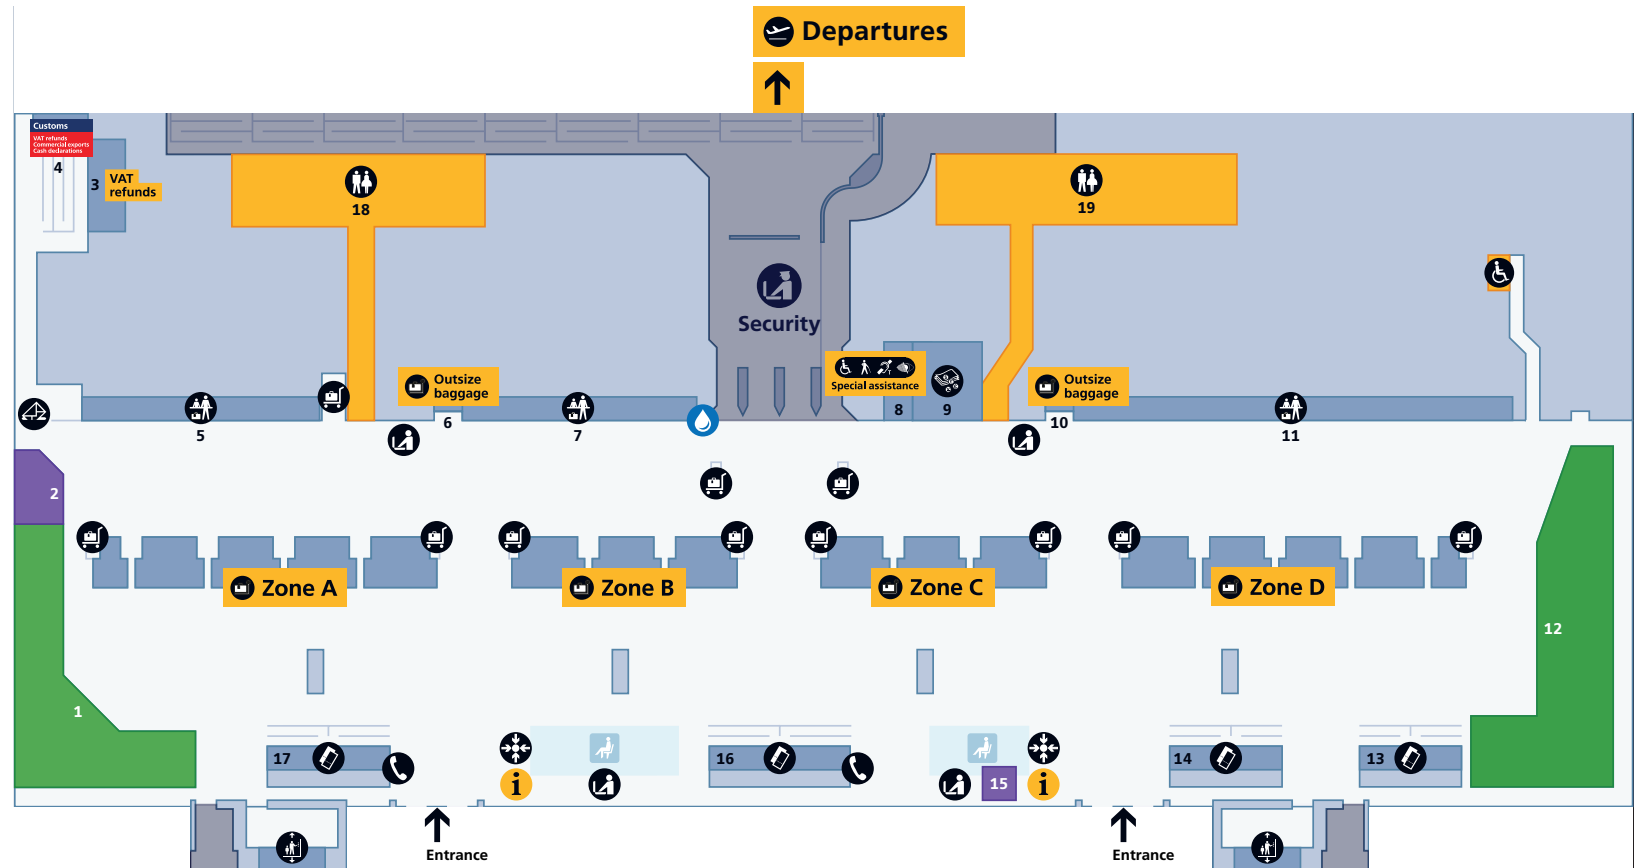 Departures
Customs
VAT refunds
Commercial exports
Cash declarations
4
3
VAT
refunds
18
19
Security
Outsize
baggage
Special assistance
Outsize
baggage
5
6
7
8
9
10
11
2
Zone A
Zone B
Zone C
Zone D
12
1
17
16
15
14
13
i
i
Entrance
Entrance